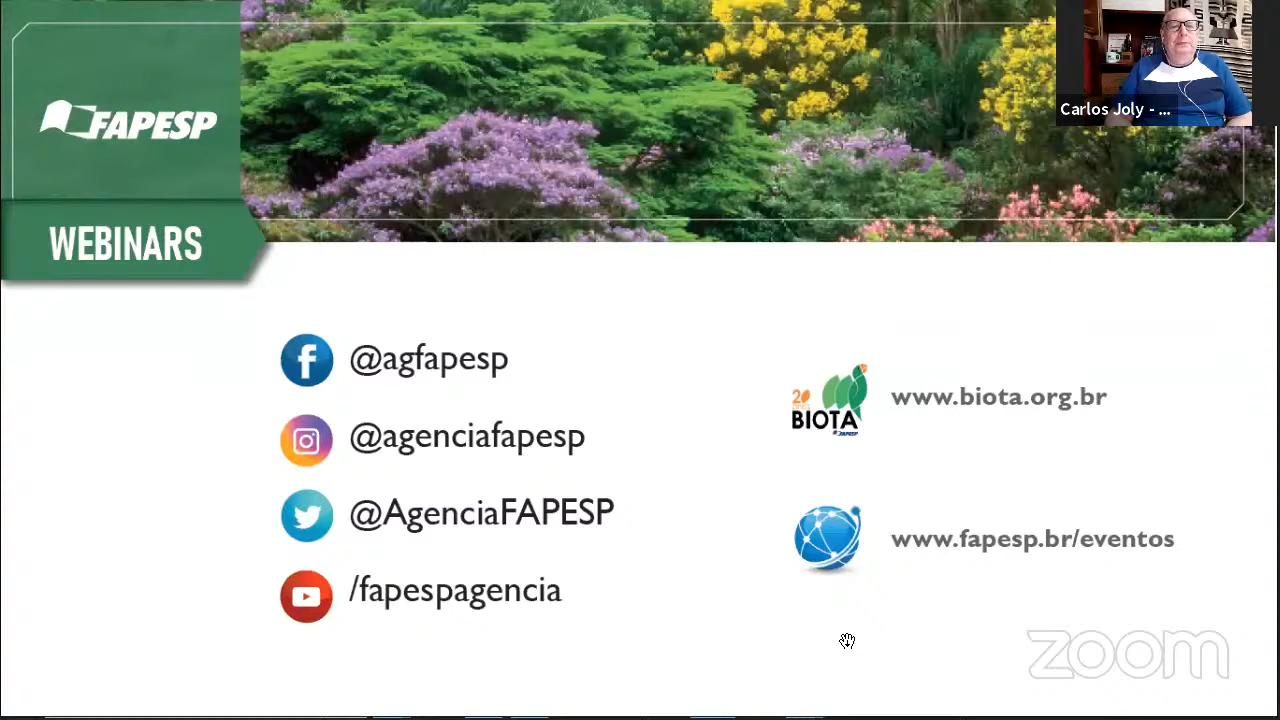 FAPESP
WEBINARS
Carlos Joly - ...
@agfapesp
@agenciafapesp
@AgenciaFAPESP
/fapespagencia
20
BIOTA
FAPESP
www.biota.org.br
www.fapesp.br/eventos
zoom